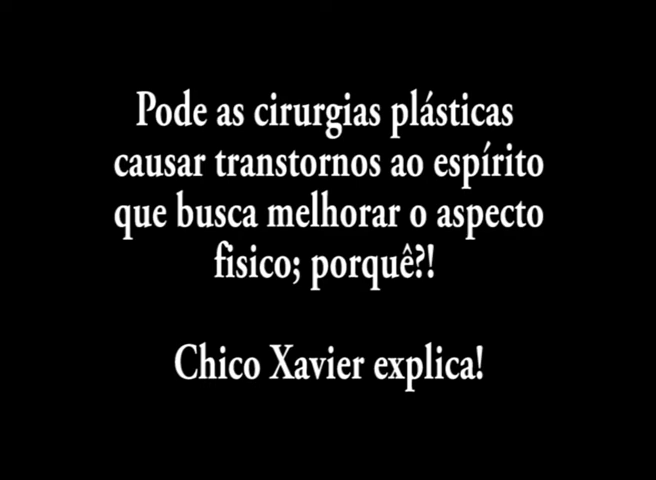 Pode as cirurgias plásticas
causar transtornos ao espírito
que busca melhorar o aspecto
fisico; porquê?!
Chico Xavier explica!